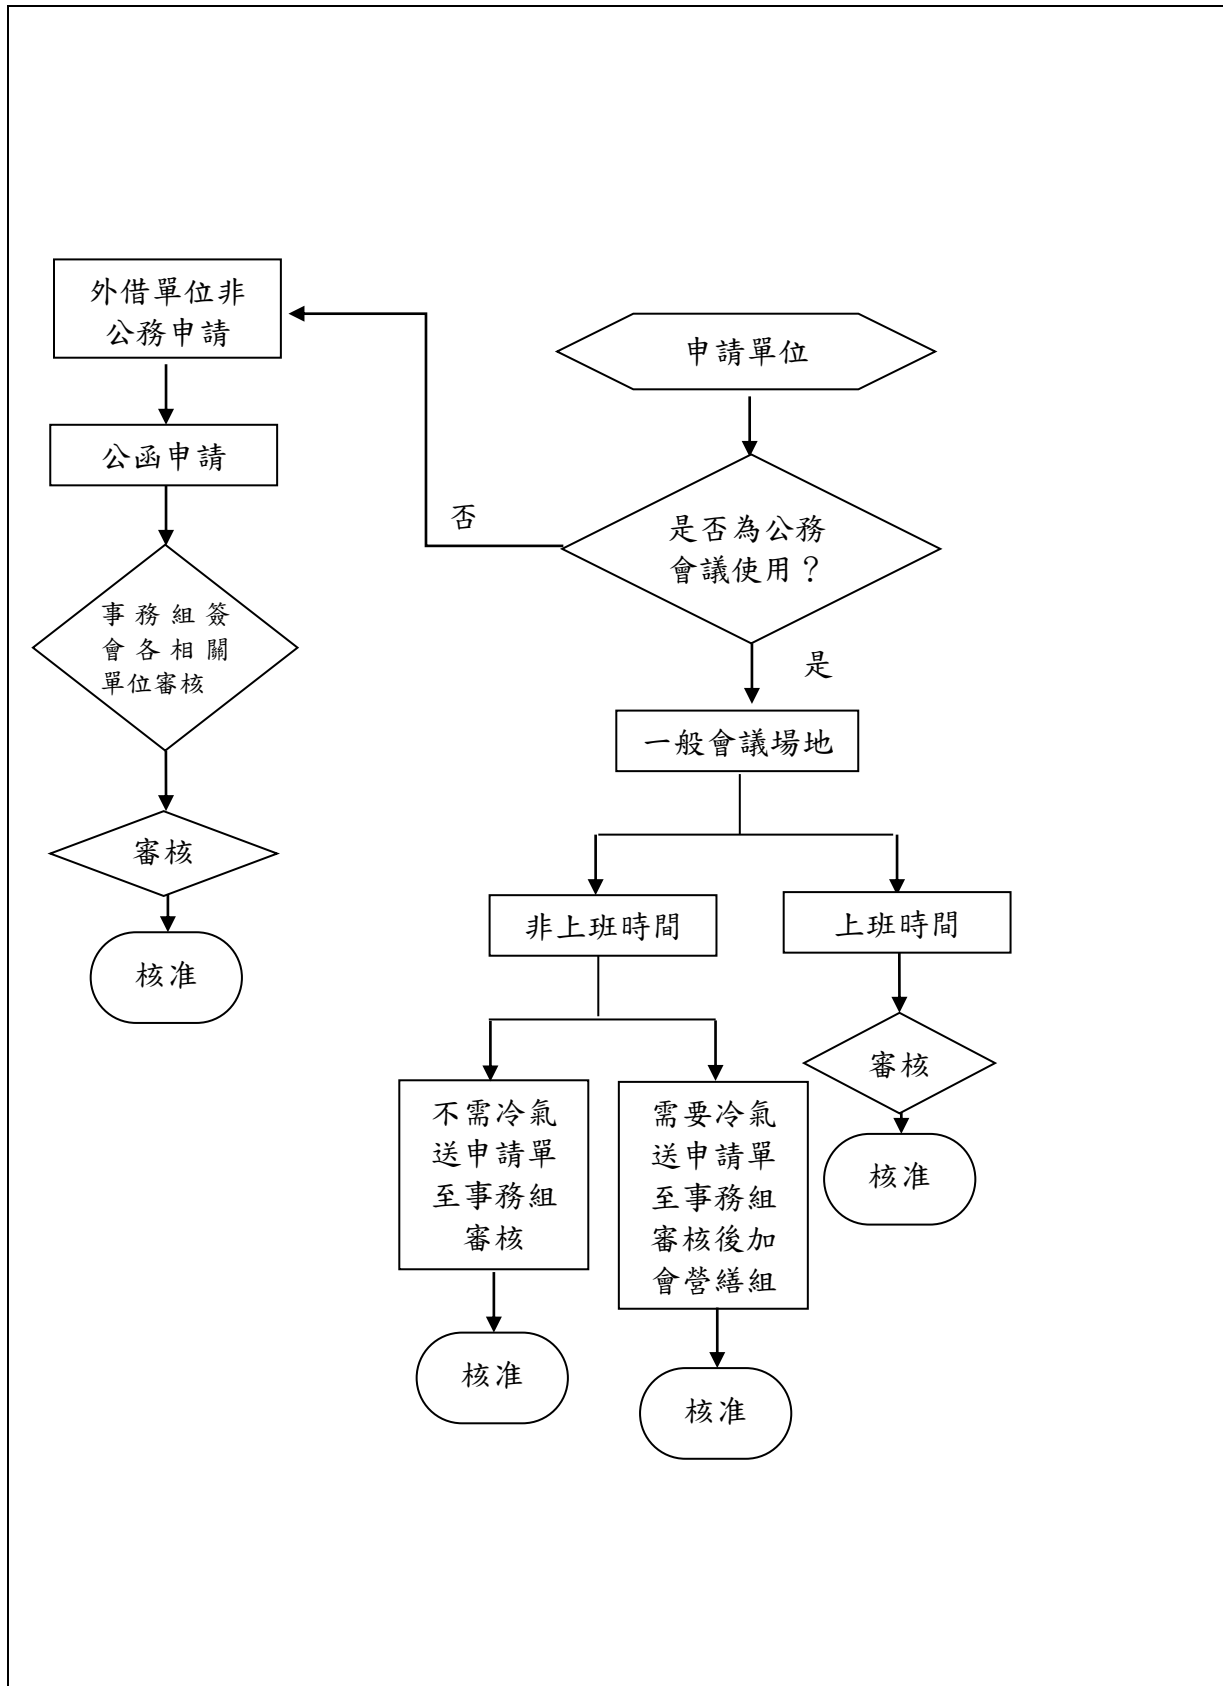 外借單位非
公務申請
公函申請
事務組簽
會各相關
單位審核
審核
核准
申請單位
是否為公務
會議使用？
否
是
一般會議場地
非上班時間
上班時間
不需冷氣
送申請單
至事務組
審核
核准
需要冷氣
送申請單
至事務組
審核後加
會營繕組
核准
審核
核准